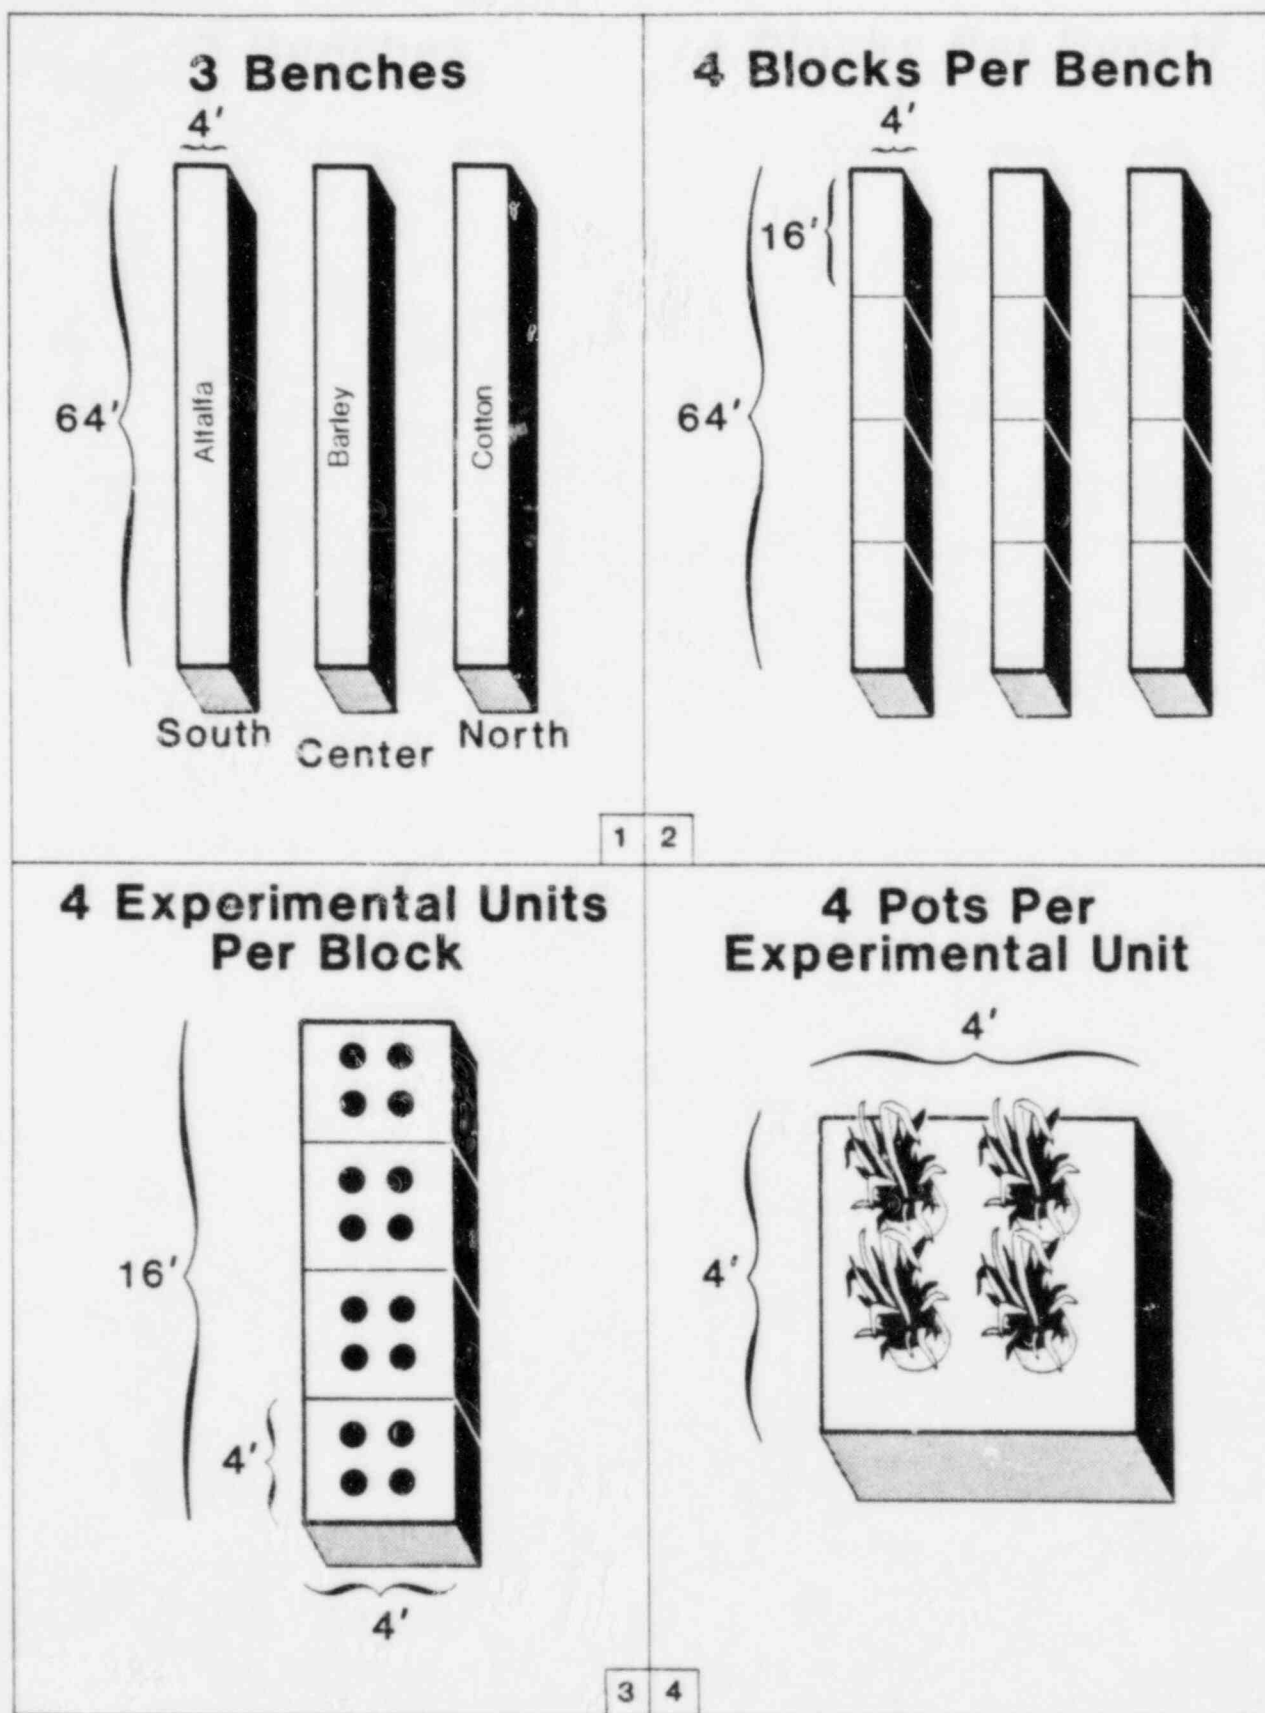 3 Benches
4'
64'
Alfalfa
Barley
Cotton
South
Center
North
1
4 Blocks Per Bench
4'
16'
64'
2
4 Experimental Units
Per Block
16'
4'
4'
3
4 Pots Per
Experimental Unit
4'
4'
4